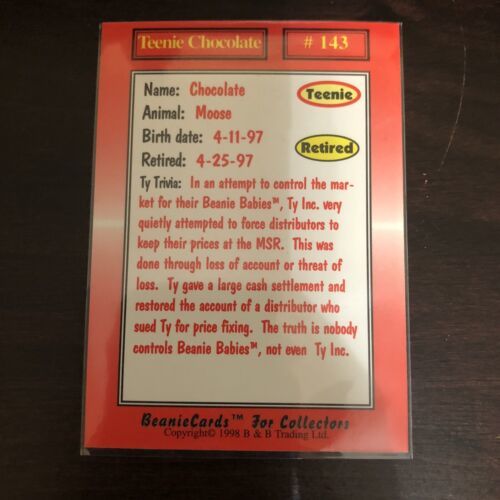 Teenie Chocolate # 143
Name: Chocolate
Teenie
Animal: Moose
Birth date: 4-11-97
Retired
Retired: 4-25-97
Ty Trivia: In an attempt to control the mar-
ket for their Beanie Babies™, Ty Inc. very
quietly attempted to force distributors to
keep their prices at the MSR. This was
done through loss of account or threat of
loss. Ty gave a large cash settlement and
restored the account of a distributor who
sued Ty for price fixing. The truth is nobody
controls Beanie Babies™, not even Ty Inc.
BeanieCards™ For Collectors
Copyright© 1998 B & B Trading Ltd.